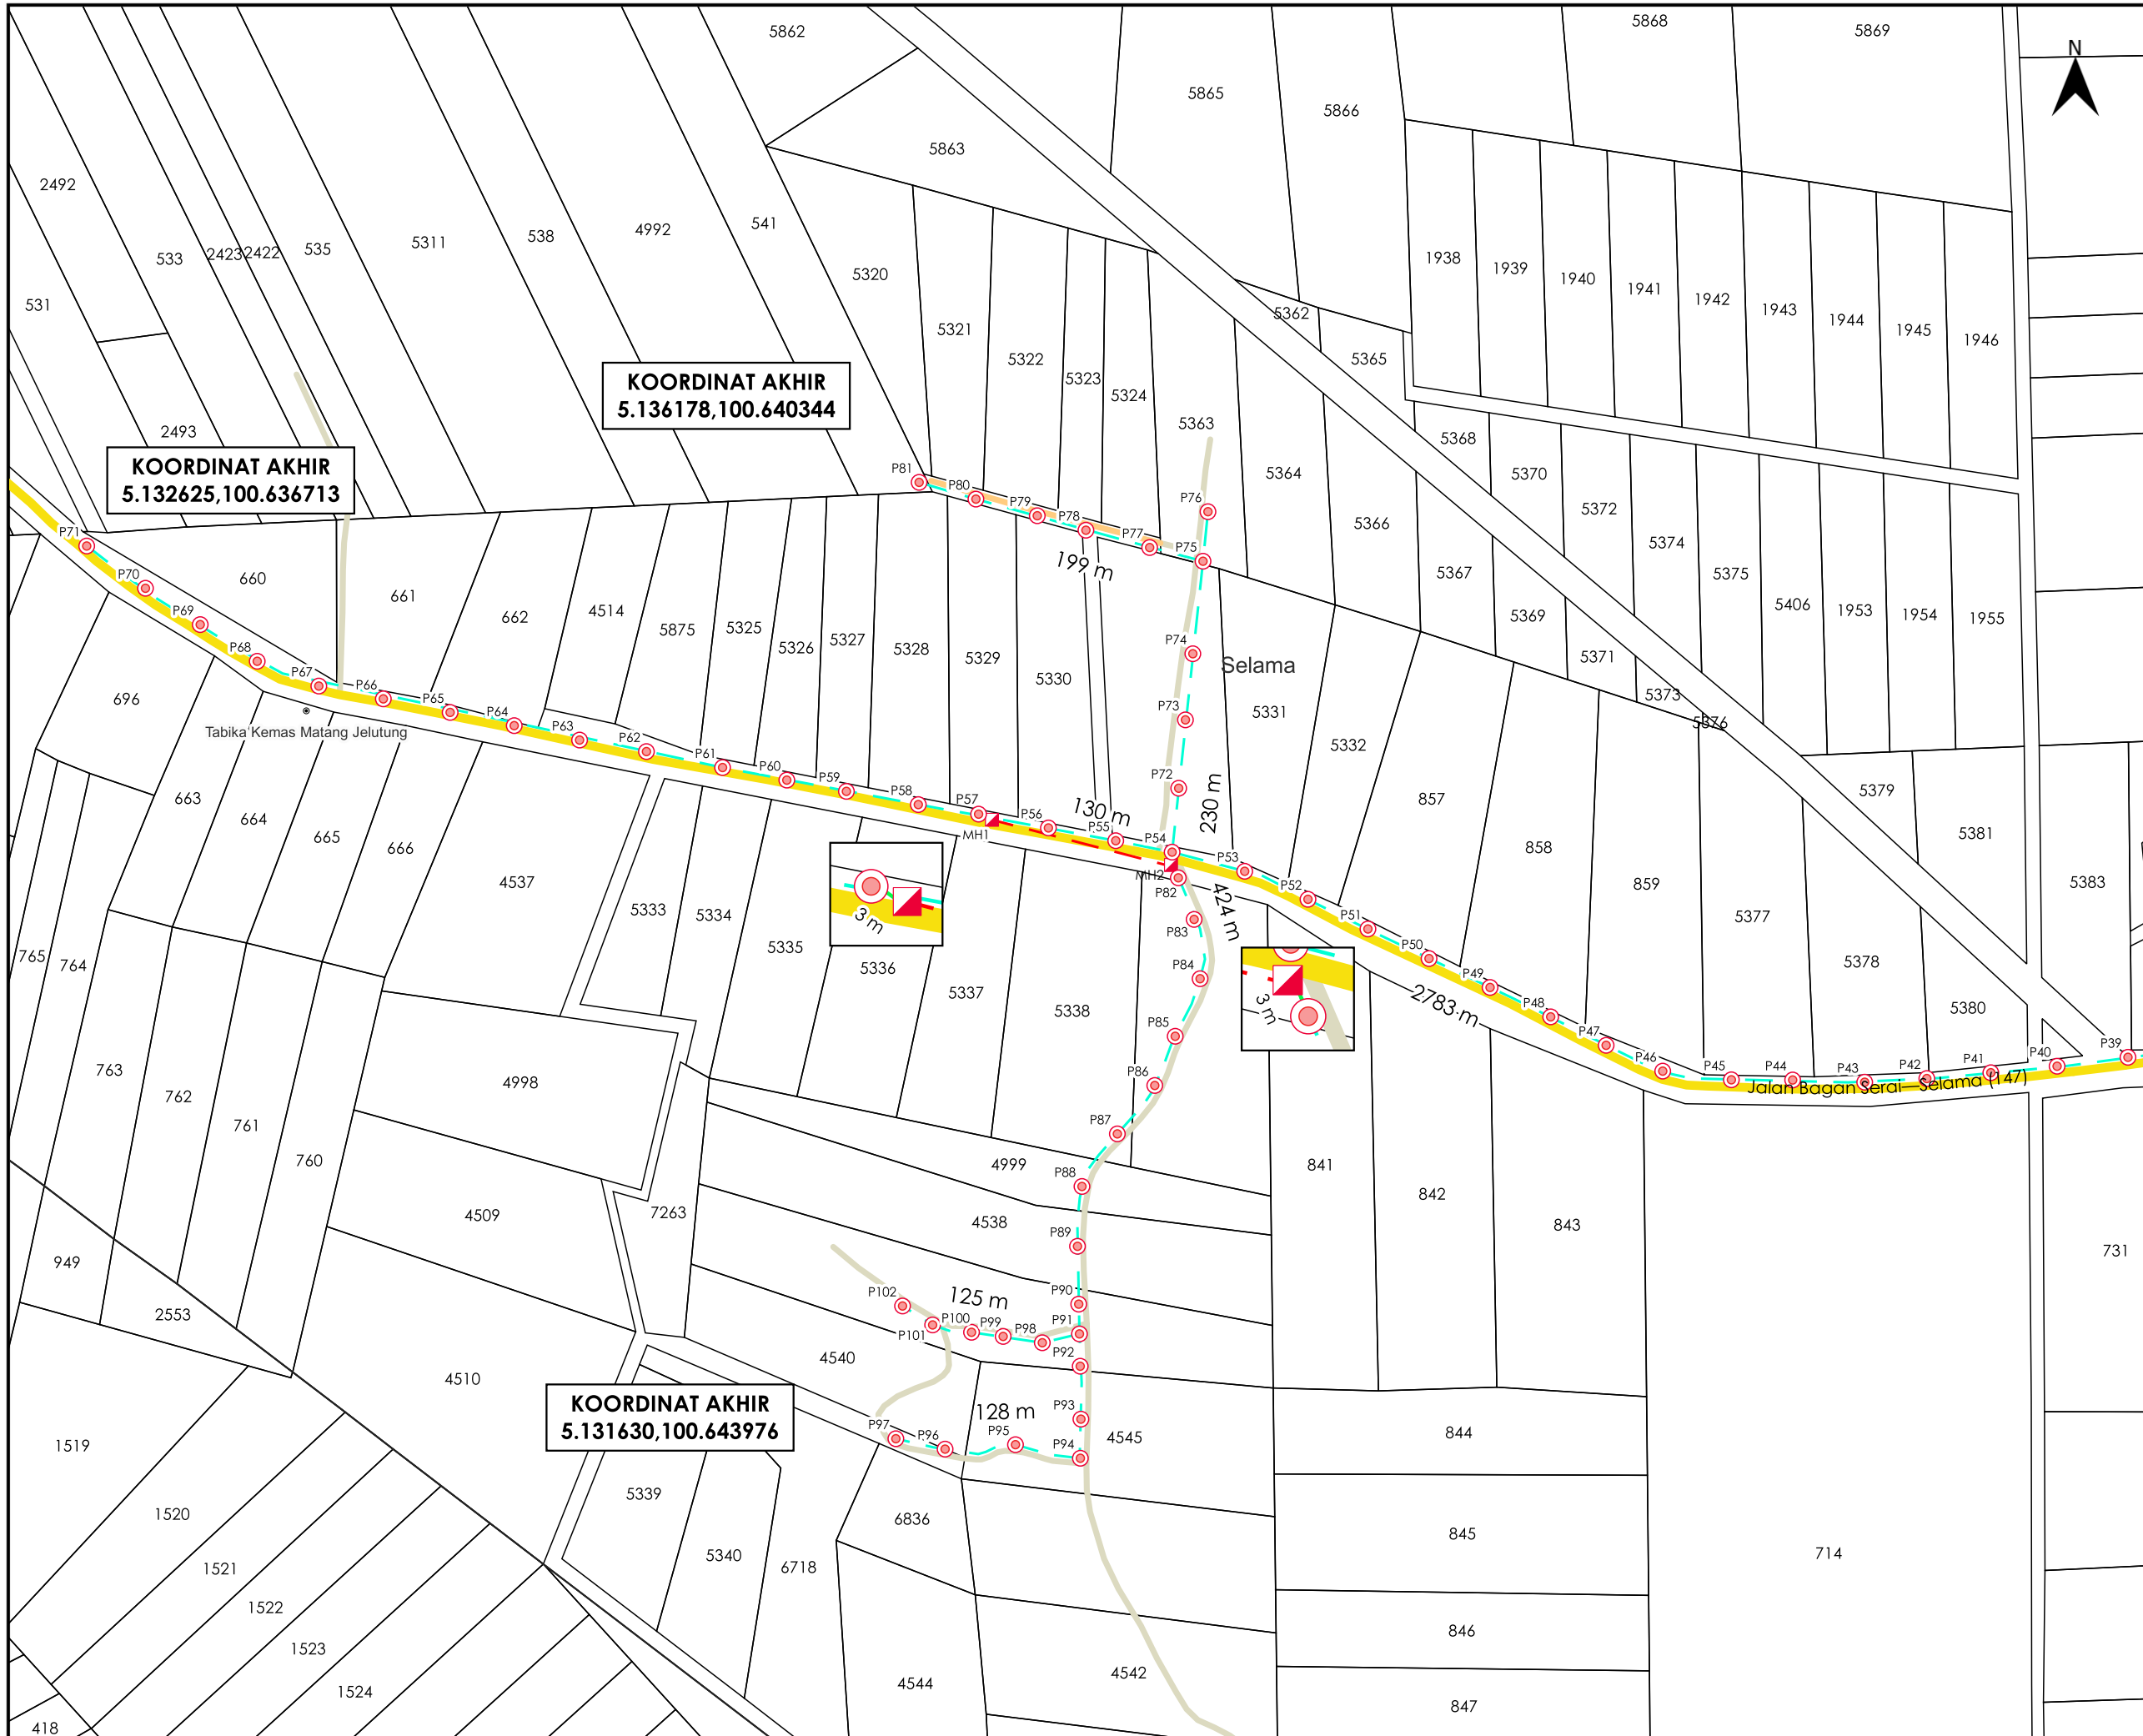 5862
5868
5869
N
5865
5866
5863
2492
533
2423
2422
535
5311
538
4992
541
5320
531
5321
5322
5323
5324
5362
5365
1938
1939
1940
1941
1942
1943
1944
1945
1946
2493
KOORDINAT AKHIR
5.136178,100.640344
KOORDINAT AKHIR
5.132625,100.636713
5363
5364
5366
5368
5370
5372
5374
5375
5406
1953
1954
1955
5367
5369
5371
5373
5376
P81
P80
P79
P78
P77
P76
P75
199 m
P71
P70
P69
P68
P67
P66
P65
P64
P63
P62
P61
P60
P59
P58
P57
P56
P55
P54
P53
P52
P51
P50
P49
P48
P47
P46
P45
P44
P43
P42
P41
P40
P39
660
661
662
4514
5875
5325
5326
5327
5328
5329
5330
P74
P73
P72
Selama
5331
5332
857
858
859
5377
5379
5381
5383
5378
5380
130 m
230 m
424 m
2783 m
MH1
MH2
3 m
3 m
Jalan Bagan Serai—Selama (147)
Tabika Kemas Matang Jelutung
696
663
664
665
666
4537
5333
5334
5335
5336
5337
5338
765
764
763
762
761
760
4998
4509
7263
949
2553
P82
P83
P84
P85
P86
P87
P88
P89
P90
P91
P92
P93
P94
P95
P96
P97
P98
P99
P100
P101
P102
125 m
128 m
4999
4538
4540
4545
841
842
843
731
4510
KOORDINAT AKHIR
5.131630,100.643976
844
845
846
847
714
1519
1520
1521
1522
1523
1524
418
5339
5340
6718
6836
4544
4542